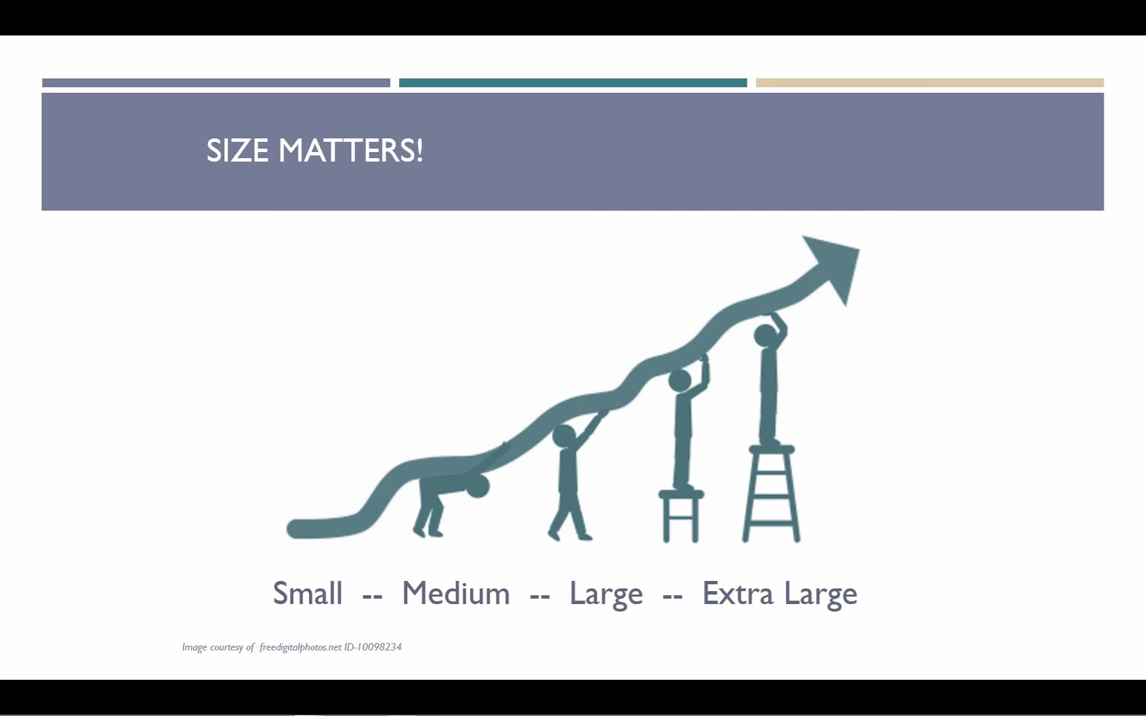 SIZE MATTERS!
Small -- Medium -- Large -- Extra Large
Image courtesy of freedigitalphotos.net ID-10098234